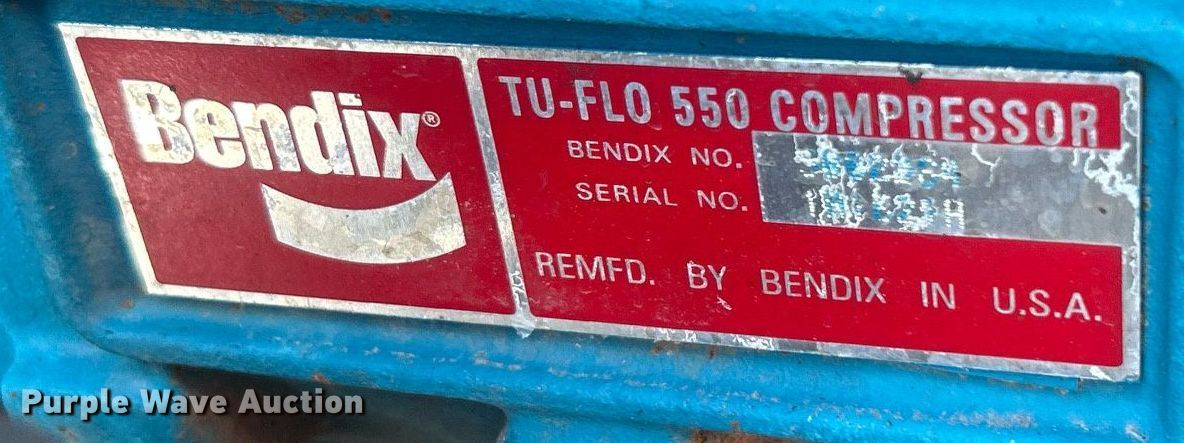 Bendix®
TU-FLO 550 COMPRESSOR
BENDIX NO.
SERIAL NO.
REMFD. BY BENDIX IN U.S.A.
Purple Wave Auction